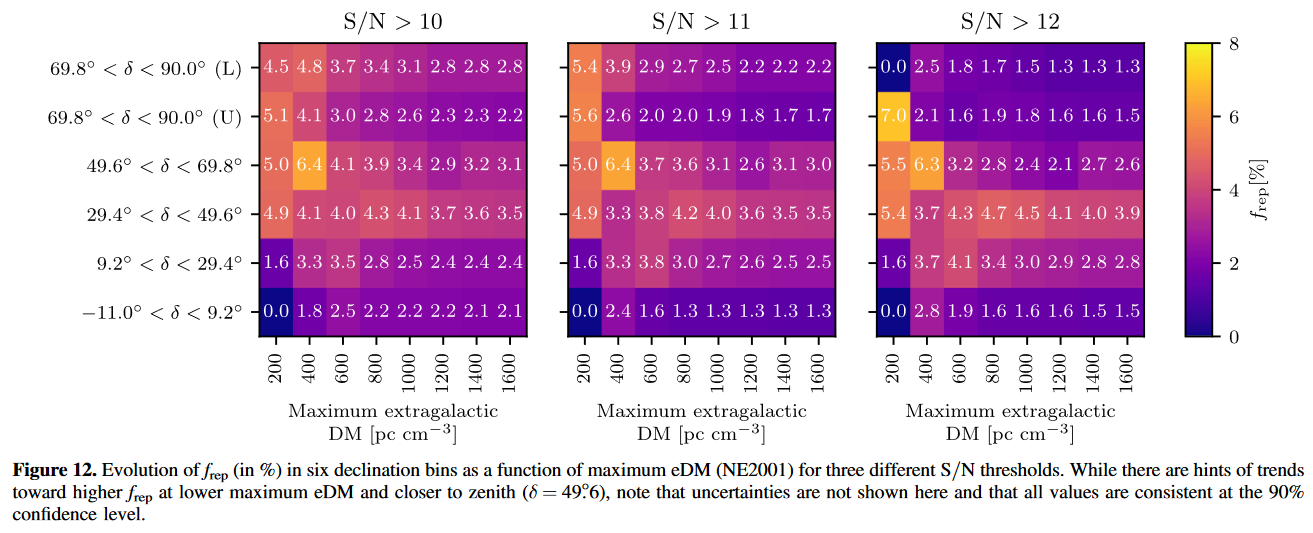 S/N > 10 S/N > 11 S/N > 12
69.8° < δ < 90.0° (L) 4.5 4.8 3.7 3.4 3.1 2.8 2.8 2.8 5.4 3.9 2.9 2.7 2.5 2.2 2.2 2.2 0.0 2.5 1.8 1.7 1.5 1.3 1.3 1.3 8
69.8° < δ < 90.0° (U) 5.1 4.1 3.0 2.8 2.6 2.3 2.3 2.2 5.6 2.6 2.0 2.0 1.9 1.8 1.7 1.7 7.0 2.1 1.6 1.9 1.8 1.6 1.6 1.5 6
49.6° < δ < 69.8° 5.0 6.4 4.1 3.9 3.4 2.9 3.2 3.1 5.0 6.4 3.7 3.6 3.1 2.6 3.1 3.0 5.5 6.3 3.2 2.8 2.4 2.1 2.7 2.6 4 f_rep[%]
29.4° < δ < 49.6° 4.9 4.1 4.0 4.3 4.1 3.7 3.6 3.5 4.9 3.3 3.8 4.2 4.0 3.6 3.5 3.5 5.4 3.7 4.3 4.7 4.5 4.1 4.0 3.9
9.2° < δ < 29.4° 1.6 3.3 3.5 2.8 2.5 2.4 2.4 2.4 1.6 3.3 3.8 3.0 2.7 2.6 2.5 2.5 1.6 3.7 4.1 3.4 3.0 2.9 2.8 2.8 2
−11.0° < δ < 9.2° 0.0 1.8 2.5 2.2 2.2 2.2 2.1 2.1 0.0 2.4 1.6 1.3 1.3 1.3 1.3 1.3 0.0 2.8 1.9 1.6 1.6 1.6 1.5 1.5 0
200 400 600 800 1000 1200 1400 1600 200 400 600 800 1000 1200 1400 1600 200 400 600 800 1000 1200 1400 1600
Maximum extragalactic Maximum extragalactic Maximum extragalactic
DM [pc cm⁻³] DM [pc cm⁻³] DM [pc cm⁻³]
Figure 12. Evolution of f_rep (in %) in six declination bins as a function of maximum eDM (NE2001) for three different S/N thresholds. While there are hints of trends
toward higher f_rep at lower maximum eDM and closer to zenith (δ = 49°.6), note that uncertainties are not shown here and that all values are consistent at the 90%
confidence level.